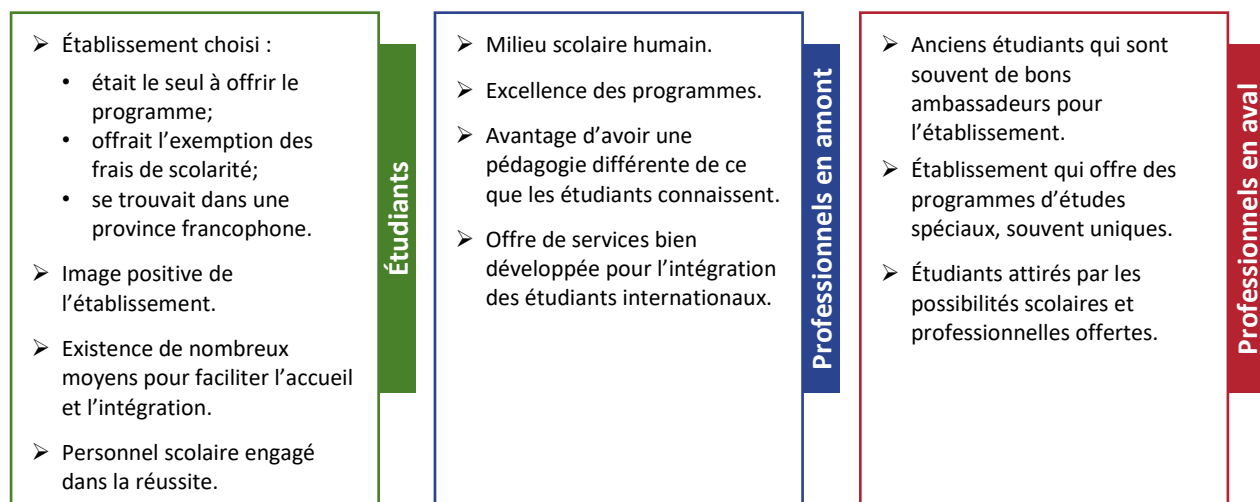 ➢ Établissement choisi :
• était le seul à offrir le
programme;
• offrait l’exemption des
frais de scolarité;
• se trouvait dans une
province francophone.
➢ Image positive de
l’établissement.
➢ Existence de nombreux
moyens pour faciliter l’accueil
et l’intégration.
➢ Personnel scolaire engagé
dans la réussite.
Étudiants
➢ Milieu scolaire humain.
➢ Excellence des programmes.
➢ Avantage d’avoir une
pédagogie différente de ce
que les étudiants connaissent.
➢ Offre de services bien
développée pour l’intégration
des étudiants internationaux.
Professionnels en amont
➢ Anciens étudiants qui sont
souvent de bons
ambassadeurs pour
l’établissement.
➢ Établissement qui offre des
programmes d’études
spéciaux, souvent uniques.
➢ Étudiants attirés par les
possibilités scolaires et
professionnelles offertes.
Professionnels en aval